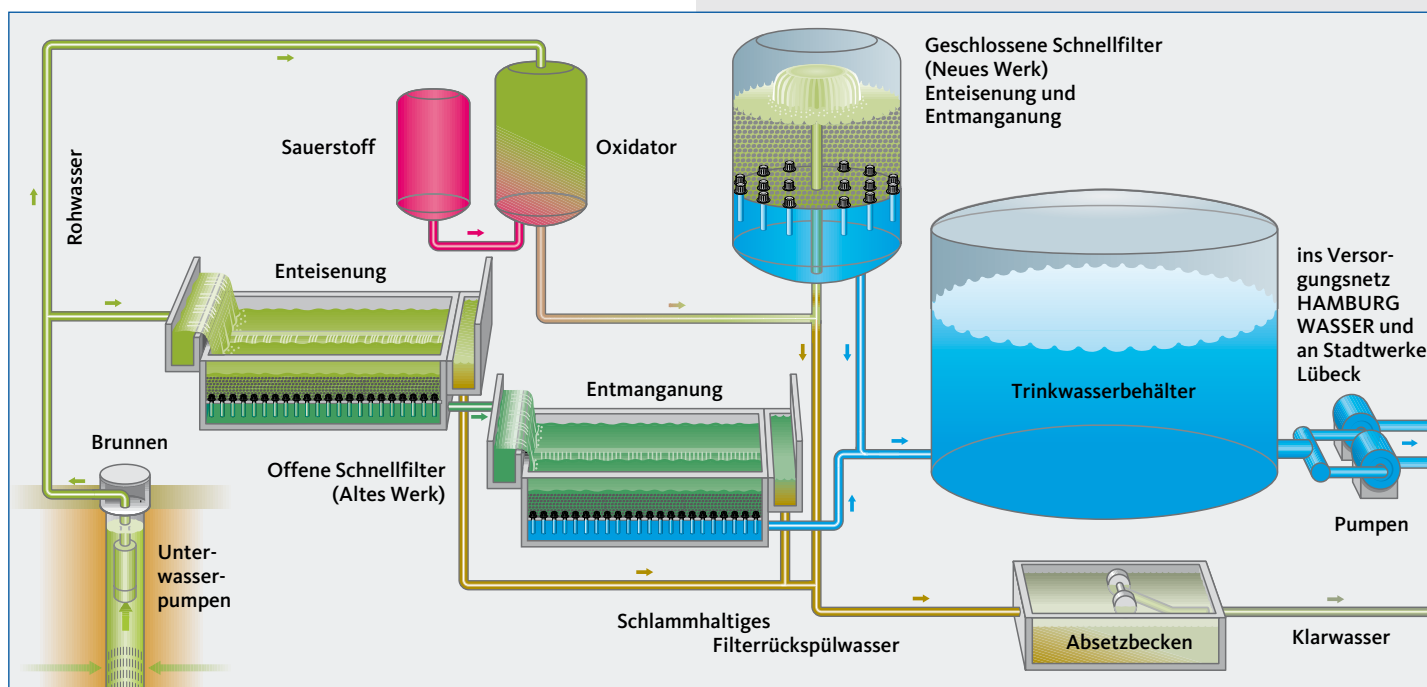 Geschlossene Schnellfilter
(Neues Werk)
Enteisenung und
Entmanganung
Sauerstoff
Oxidator
Rohwasser
Enteisenung
ins Versor-
gungsnetz
HAMBURG
WASSER und
an Stadtwerke
Lübeck
Entmanganung
Trinkwasserbehälter
Brunnen
Offene Schnellfilter
(Altes Werk)
Pumpen
Unter-
wasser-
pumpen
Schlammhaltiges
Filterrückspülwasser
Absetzbecken
Klarwasser